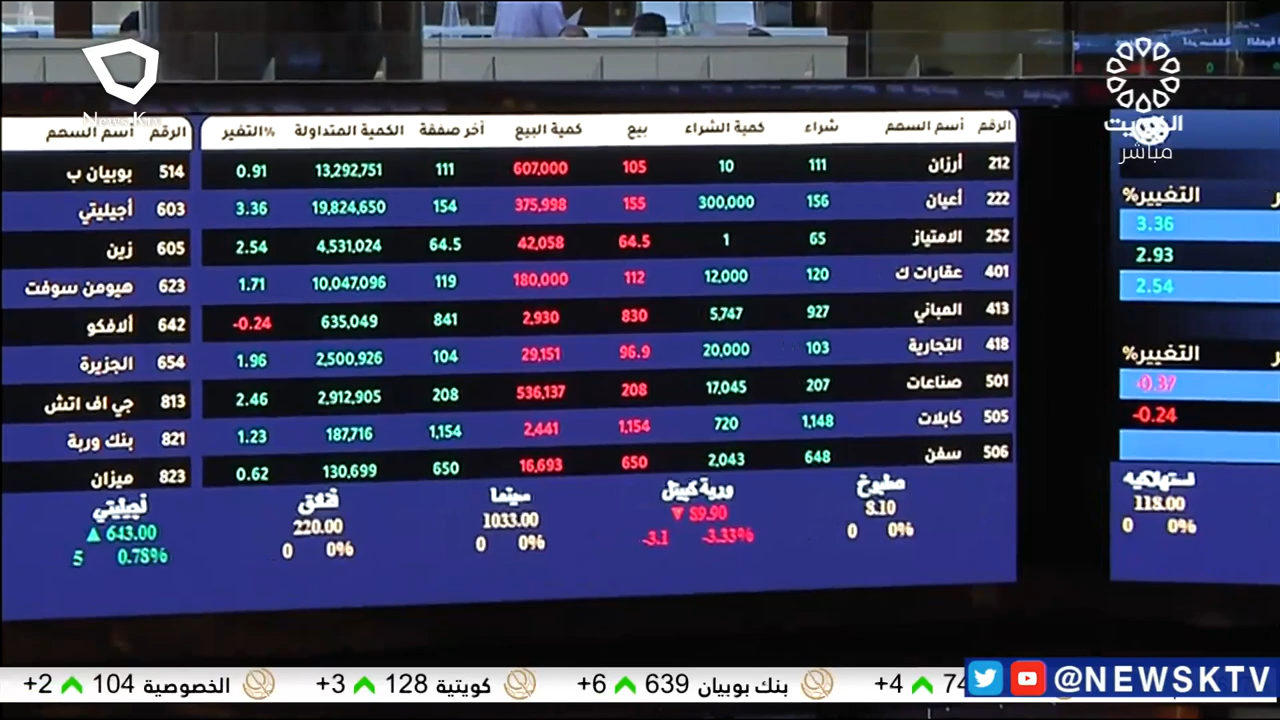 News Ktv
مباشر
الرقم أسم السهم شراء كمية الشراء بيع كمية البيع أخر صفقة الكمية المتداولة التغير%
212 أرزان 111 10 105 607,000 111 13,292,751 0.91
222 أعيان 156 300,000 155 375,998 154 19,824,650 3.36
252 الامتياز 65 1 64.5 42,058 64.5 4,531,024 2.54
401 عقارات ك 120 12,000 112 180,000 119 10,047,096 1.71
413 المباني 927 5,747 830 2,930 841 635,049 -0.24
418 التجارية 103 20,000 96.9 29,151 104 2,500,926 1.96
501 صناعات 207 17,045 208 536,137 208 2,912,905 2.46
505 كابلات 1,148 720 1,154 2,441 1,154 187,716 1.23
506 سفن 648 2,043 650 16,693 650 130,699 0.62
الرقم أسم السهم
514 بوبيان ب
603 أجيليتي
605 زين
623 هيومن سوفت
642 ألافكو
654 الجزيرة
813 جي اف اتش
821 بنك وربة
823 ميزان
التغيير%
3.36
2.93
2.54
التغيير%
-0.37
-0.24
استهلاكية
118.00
0 0%
8.10
0 0%
وربة كبيتل
▼ 89.90
-3.1 -3.33%
سينما
1033.00
0 0%
220.00
0 0%
أجيليتي
▲ 643.00
5 0.78%
74 +4
بنك بوبيان 639 +6
كويتية 128 +3
الخصوصية 104 +2
@NEWSKTV